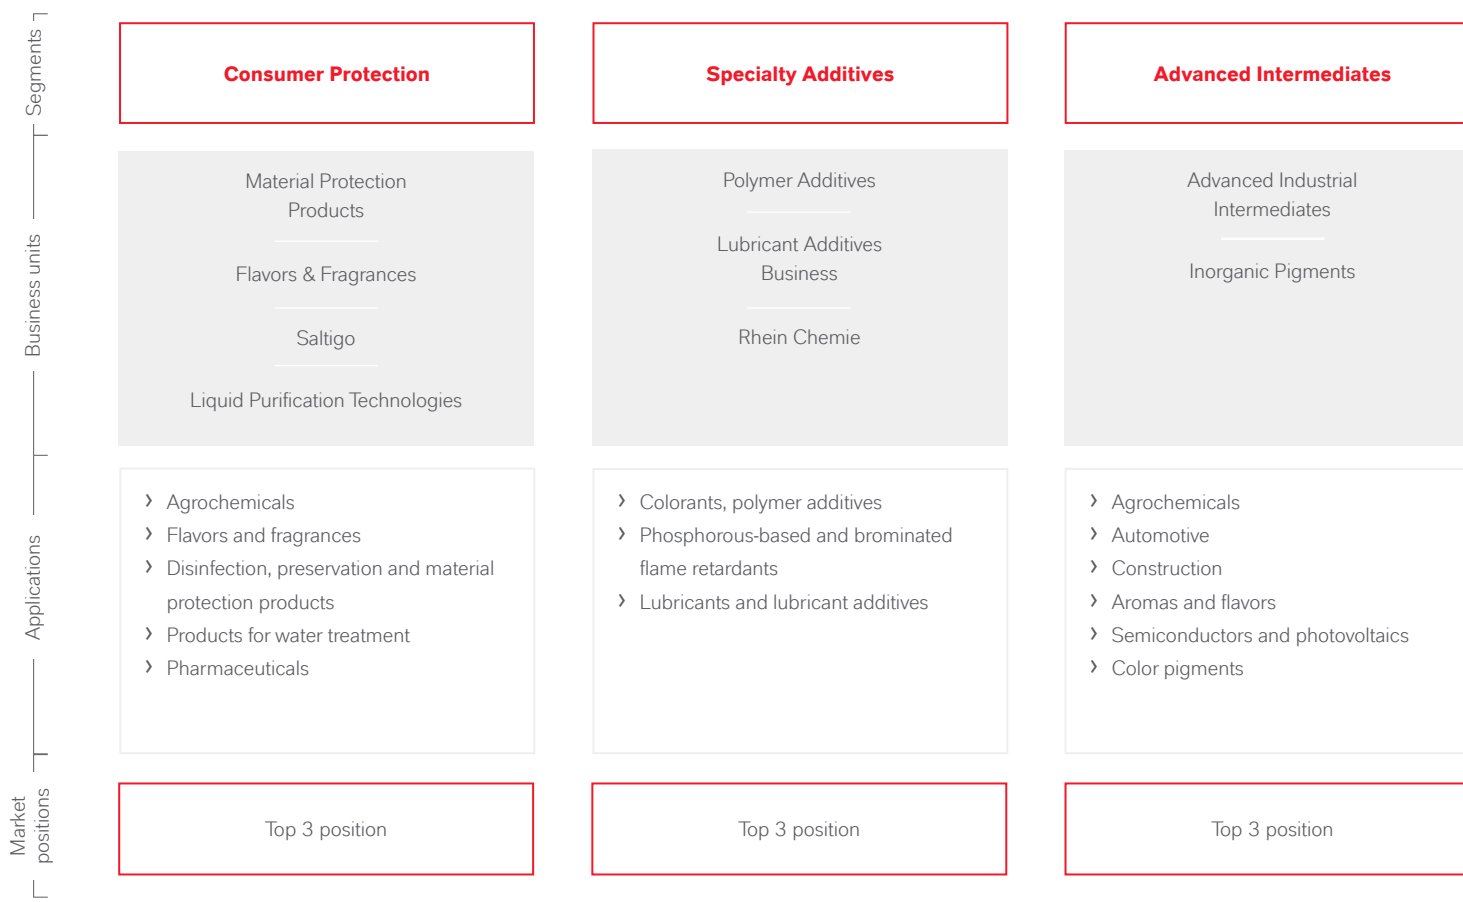 Segments
Consumer Protection
Specialty Additives
Advanced Intermediates
Business units
Material Protection
Products
Flavors & Fragrances
Saltigo
Liquid Purification Technologies
Polymer Additives
Lubricant Additives
Business
Rhein Chemie
Advanced Industrial
Intermediates
Inorganic Pigments
Applications
› Agrochemicals
› Flavors and fragrances
› Disinfection, preservation and material
protection products
› Products for water treatment
› Pharmaceuticals
› Colorants, polymer additives
› Phosphorous-based and brominated
flame retardants
› Lubricants and lubricant additives
› Agrochemicals
› Automotive
› Construction
› Aromas and flavors
› Semiconductors and photovoltaics
› Color pigments
Market
positions
Top 3 position
Top 3 position
Top 3 position